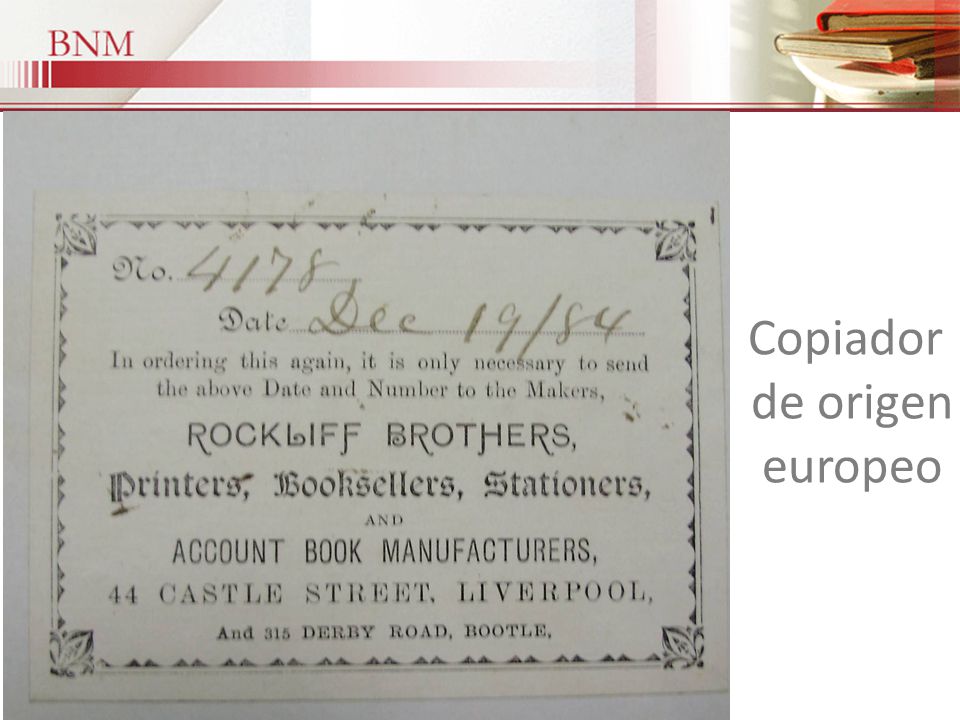 BNM
No. 4178
Date Dec 19/84
In ordering this again, it is only necessary to send
the above Date and Number to the Makers,
ROCKLIFF BROTHERS,
Printers, Booksellers, Stationers,
AND
ACCOUNT BOOK MANUFACTURERS,
44 CASTLE STREET, LIVERPOOL,
And 315 DERBY ROAD, BOOTLE.
Copiador
de origen
europeo